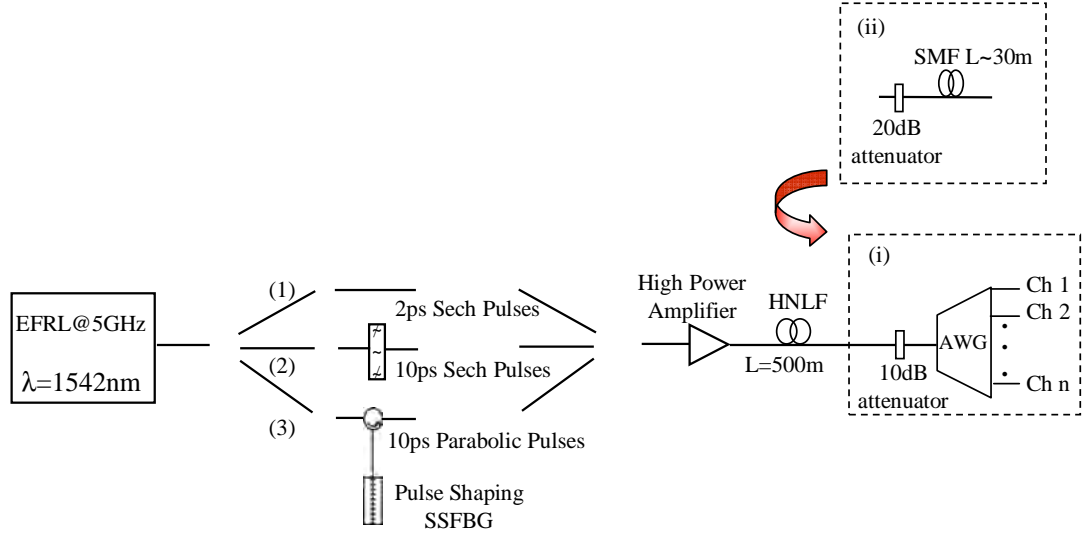 (ii)
SMF L~30m
20dB
attenuator
(i)
High Power
Amplifier
HNLF
L=500m
10dB
attenuator
AWG
Ch 1
Ch 2
Ch n
EFRL@5GHz
λ=1542nm
(1)
2ps Sech Pulses
(2)
10ps Sech Pulses
(3)
10ps Parabolic Pulses
Pulse Shaping
SSFBG